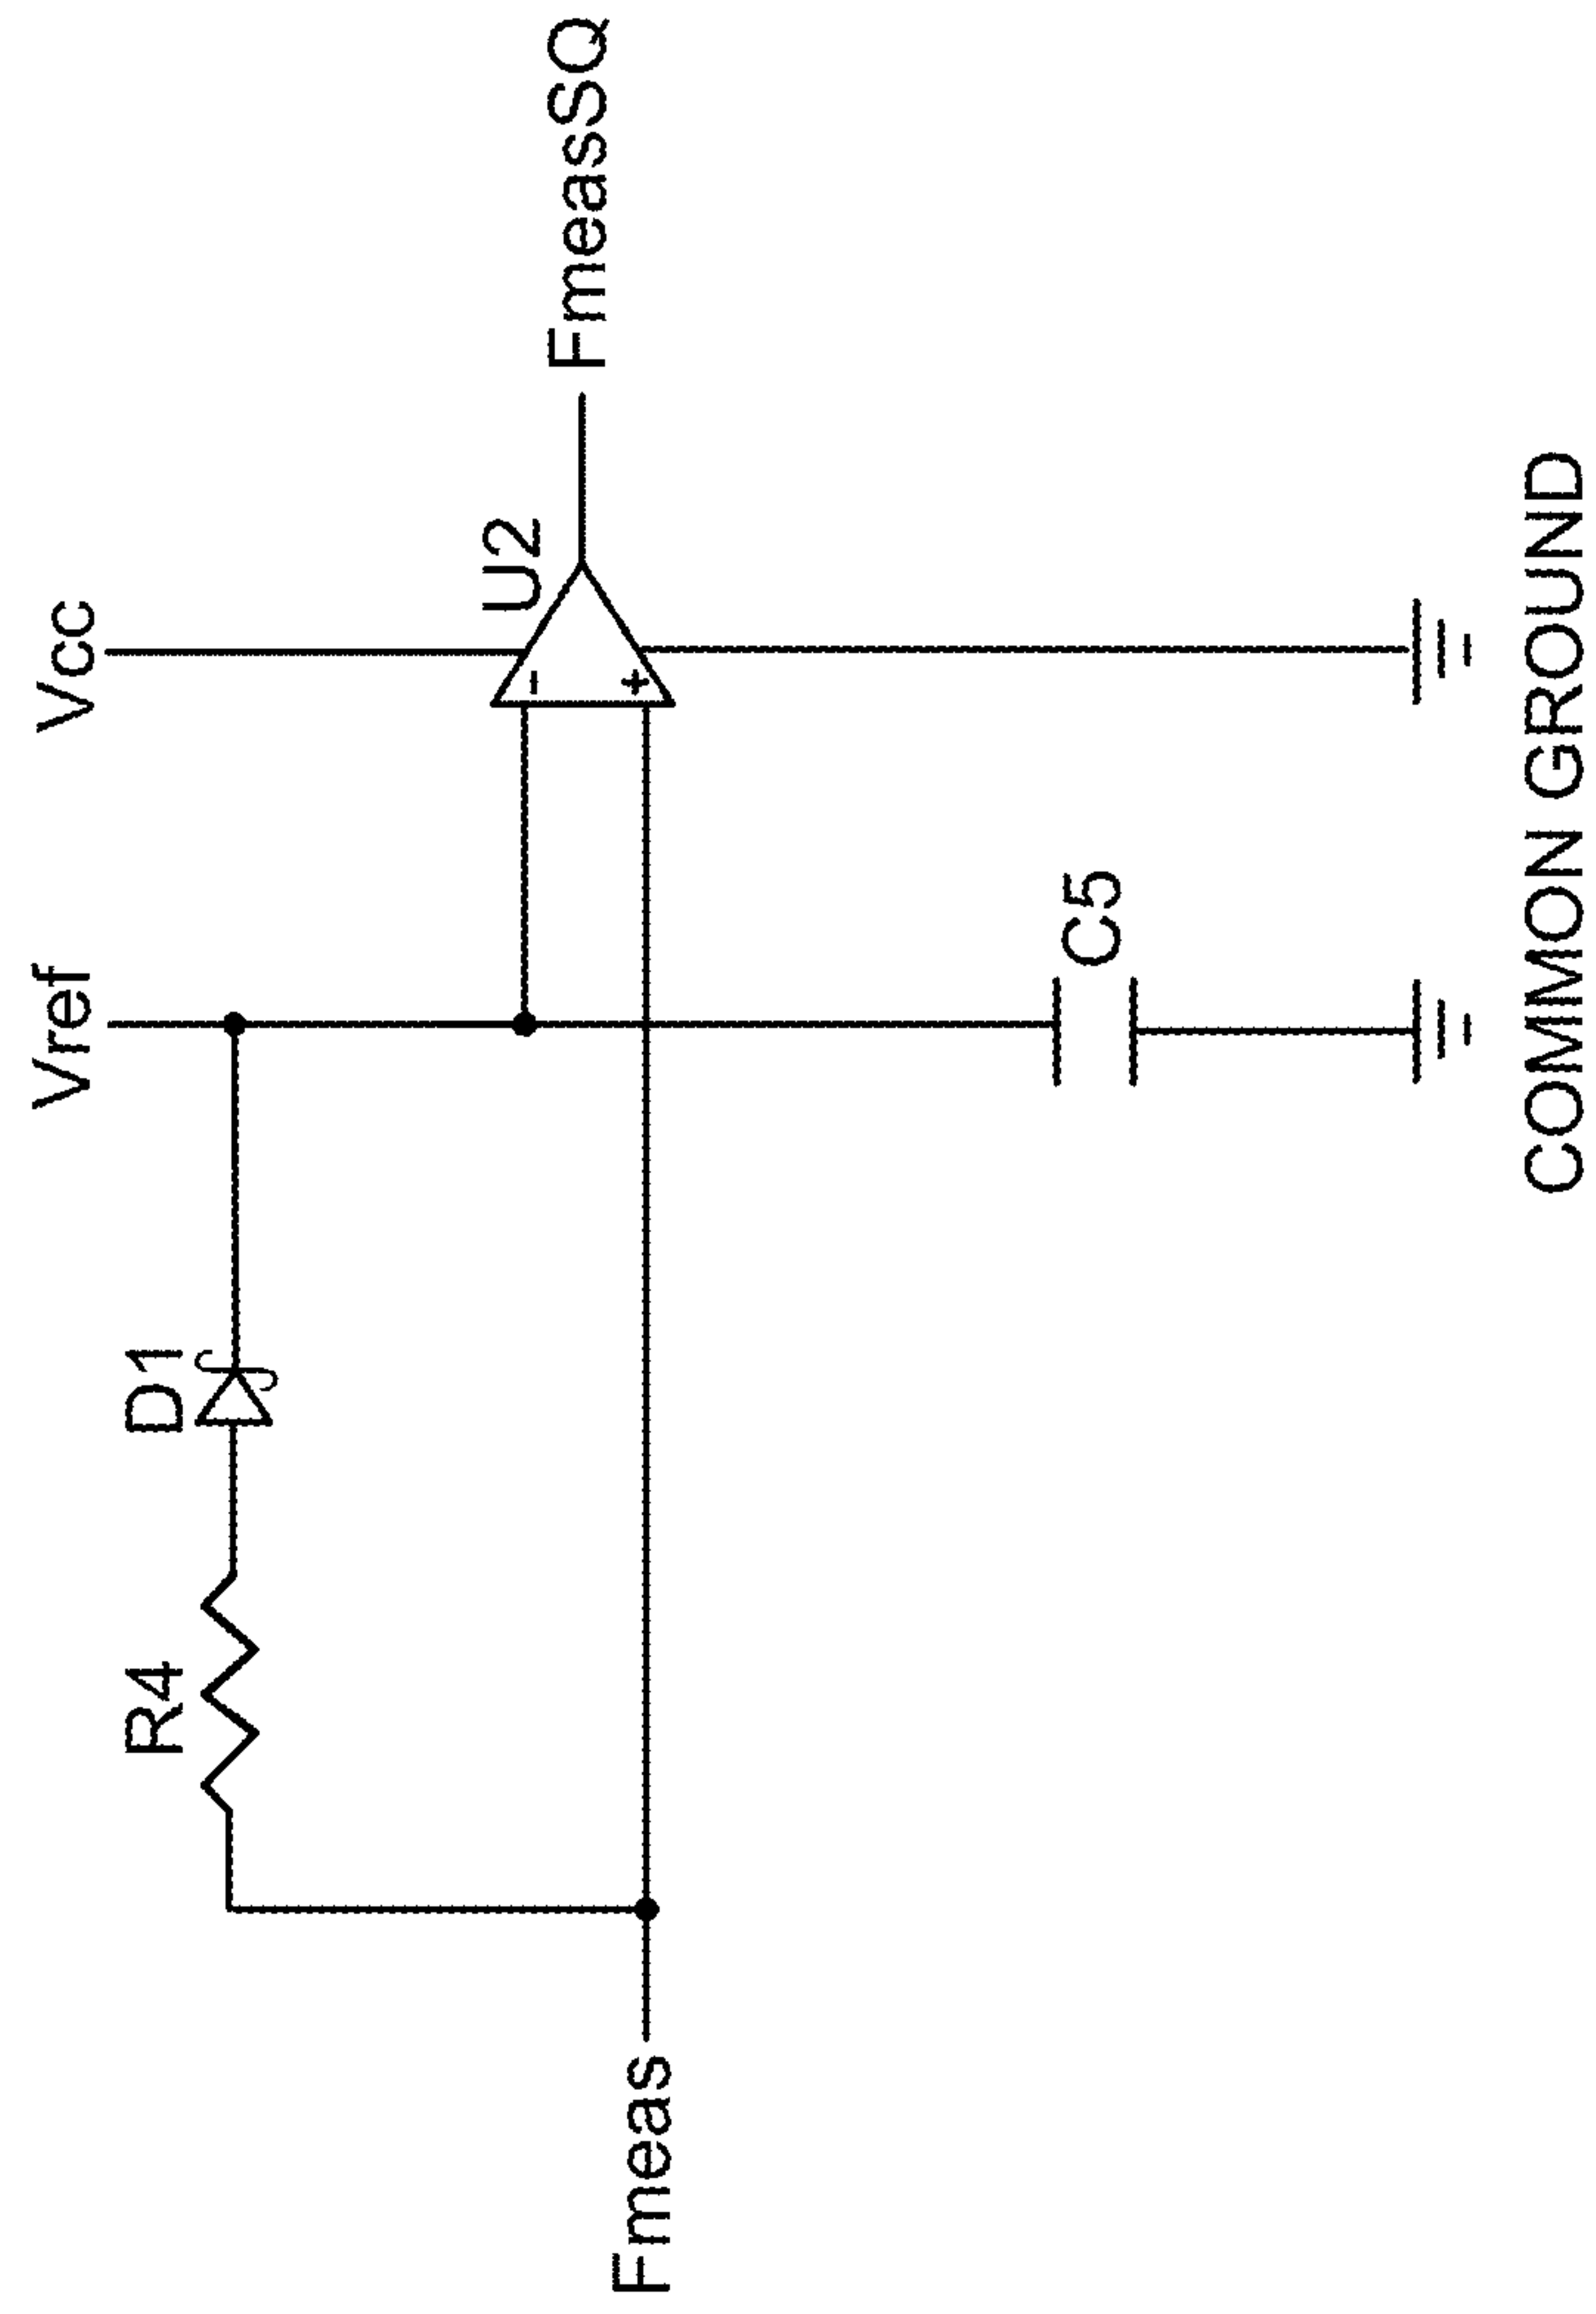 Vref
Vcc
R4
D1
U2
FmeasSQ
Fmeas
-
+
C5
COMMON GROUND